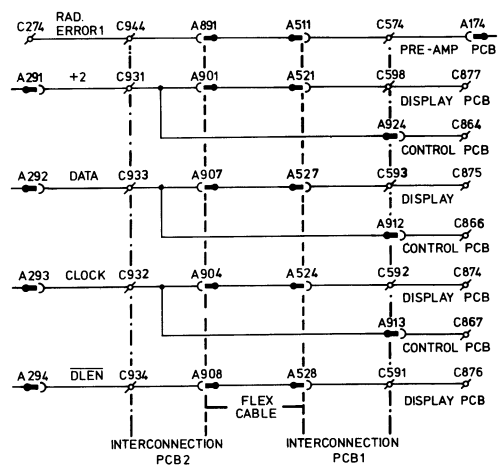 RAD.
C274 ERROR1 C944 A891 A511 C574 A174
PRE-AMP PCB
A291 +2 C931 A901 A521 C598 C877
DISPLAY PCB
A924 C864
CONTROL PCB
A292 DATA C933 A907 A527 C593 C875
DISPLAY
A912 C866
CONTROL PCB
A293 CLOCK C932 A904 A524 C592 C874
DISPLAY PCB
A913 C867
CONTROL PCB
A294 DLEN C934 A908 A528 C591 C876
DISPLAY PCB
FLEX
CABLE
INTERCONNECTION INTERCONNECTION
PCB2 PCB1